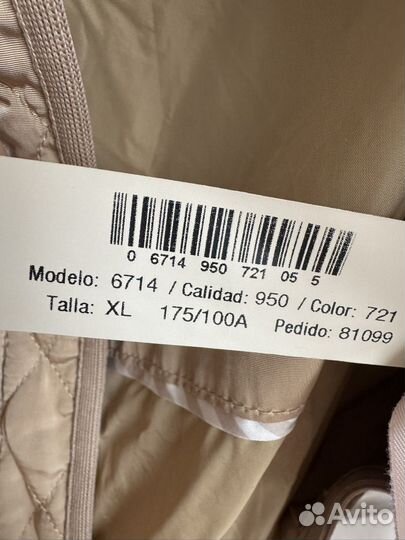 0 6714 950 721 05 5
Modelo: 6714 / Calidad: 950 / Color: 721
Talla: XL 175/100A Pedido: 81099
Avito